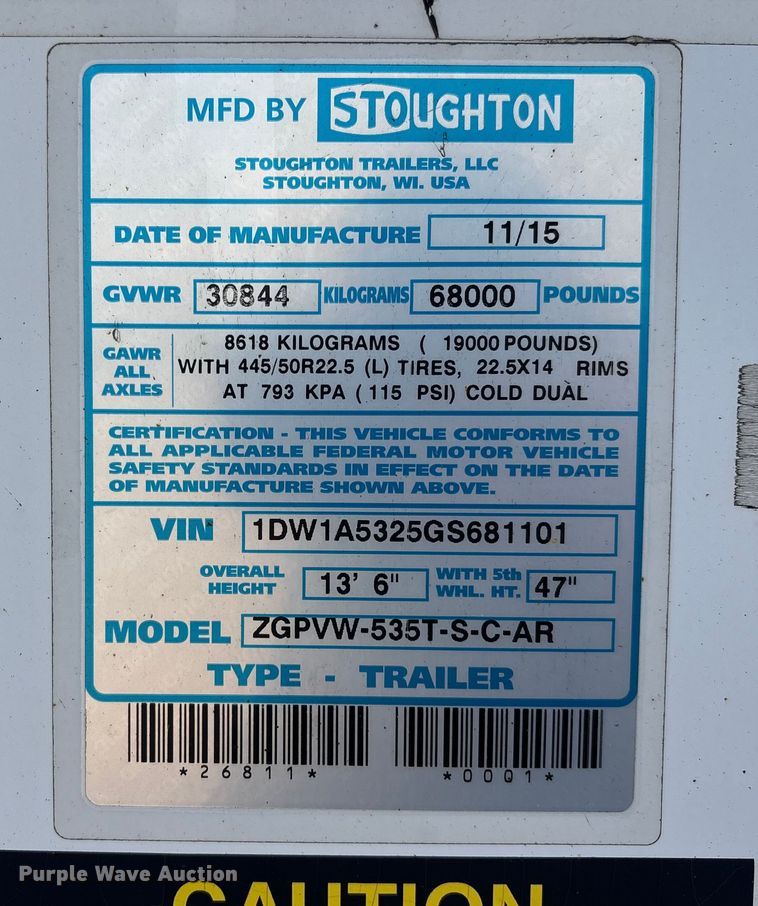 MFD BY STOUGHTON
STOUGHTON TRAILERS, LLC
STOUGHTON, WI. USA
DATE OF MANUFACTURE 11/15
GVWR 30844 KILOGRAMS 68000 POUNDS
GAWR ALL AXLES
8618 KILOGRAMS ( 19000 POUNDS)
WITH 445/50R22.5 (L) TIRES, 22.5X14 RIMS
AT 793 KPA ( 115 PSI) COLD DUAL
CERTIFICATION - THIS VEHICLE CONFORMS TO
ALL APPLICABLE FEDERAL MOTOR VEHICLE
SAFETY STANDARDS IN EFFECT ON THE DATE
OF MANUFACTURE SHOWN ABOVE.
VIN 1DW1A5325GS681101
OVERALL HEIGHT 13' 6" WITH 5th WHL. HT. 47"
MODEL ZGPVW-535T-S-C-AR
TYPE - TRAILER
*26811* *0001*
Purple Wave Auction
CAUTION